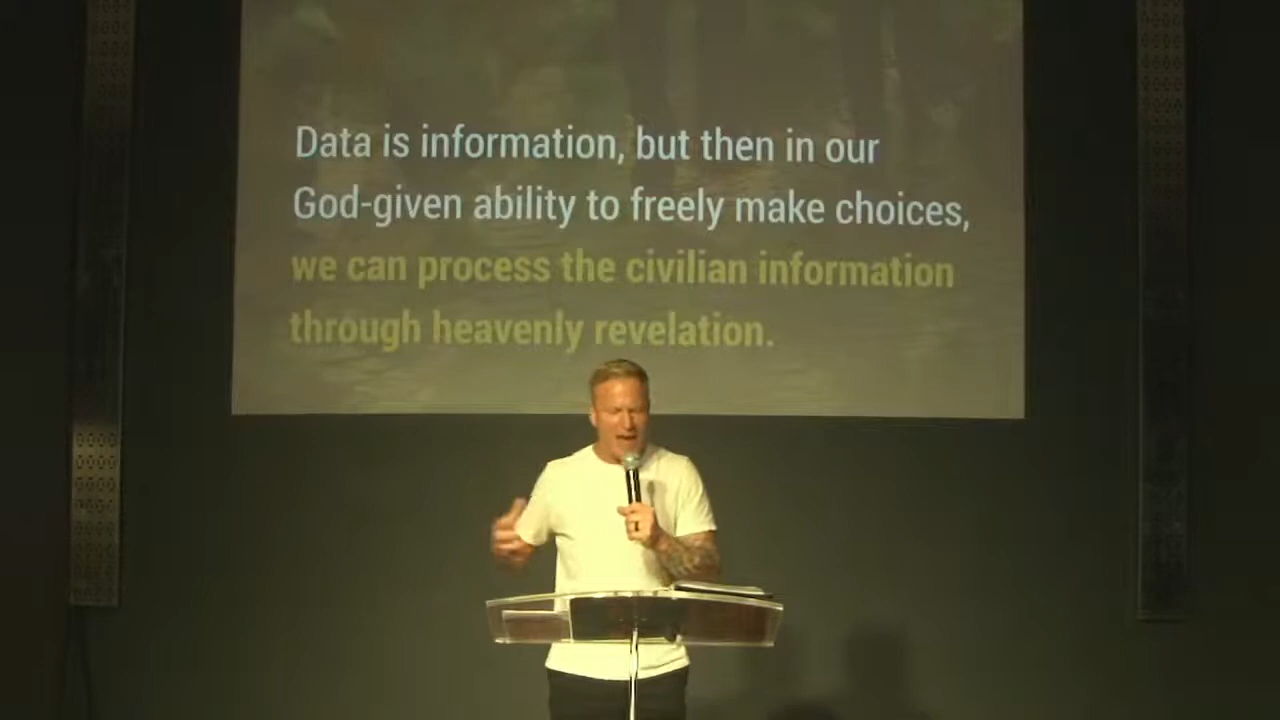 Data is information, but then in our
God-given ability to freely make choices,
we can process the civilian information
through heavenly revelation.